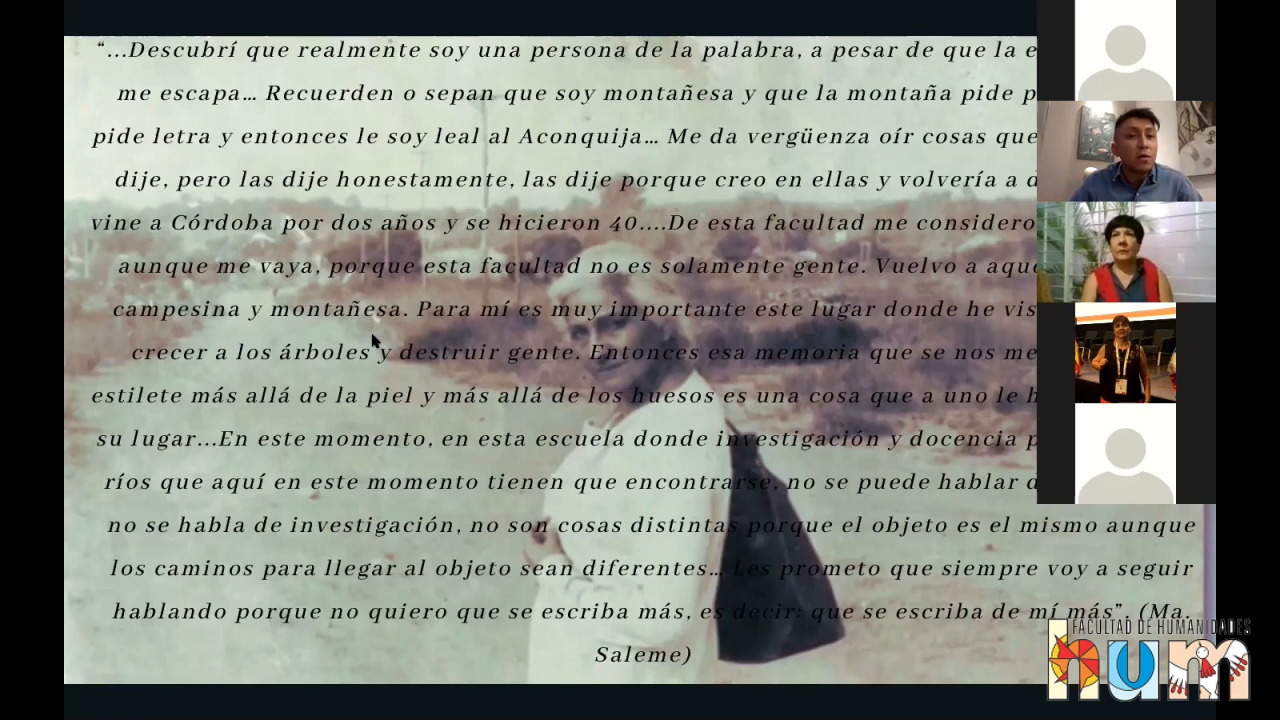 “...Descubrí que realmente soy una persona de la palabra, a pesar de que la
me escapa... Recuerden o sepan que soy montañesa y que la montaña pide
pide letra y entonces le soy leal al Aconquija... Me da vergüenza oír cosas que
dije, pero las dije honestamente, las dije porque creo en ellas y volvería a
vine a Córdoba por dos años y se hicieron 40....De esta facultad me considero
aunque me vaya, porque esta facultad no es solamente gente. Vuelvo a
campesina y montañesa. Para mí es muy importante este lugar donde he
crecer a los árboles y destruir gente. Entonces esa memoria que se nos
estilete más allá de la piel y más allá de los huesos es una cosa que a uno le
su lugar...En este momento, en esta escuela donde investigación y docencia
ríos que aquí en este momento tienen que encontrarse, no se puede hablar
no se habla de investigación, no son cosas distintas porque el objeto es el mismo aunque
los caminos para llegar al objeto sean diferentes... Les prometo que siempre voy a seguir
hablando porque no quiero que se escriba más, es decir: que se escriba de mí más”. (Ma.
Saleme)
FACULTAD DE HUMANIDADES
hum